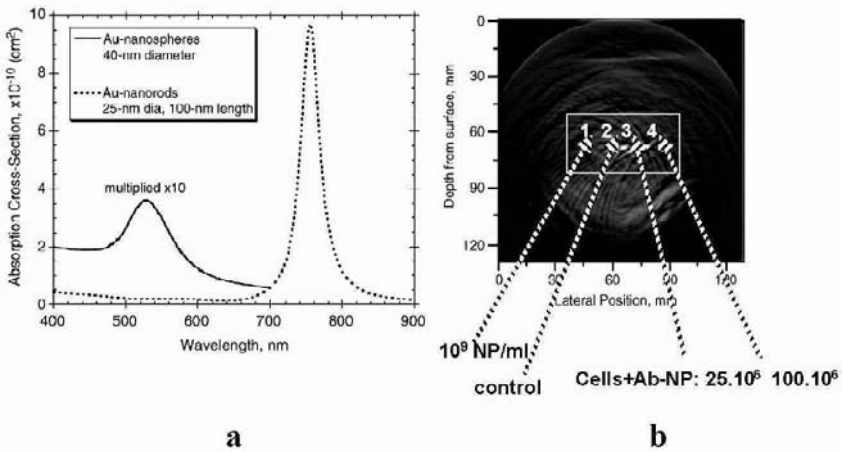 10
8
6
4
2
0
400 500 600 700 800 900
Absorption Cross-Section, x10⁻¹⁰ (cm²)
Wavelength, nm
Au-nanospheres
40-nm diameter
Au-nanorods
25-nm dia, 100-nm length
multiplied x10
a
0
30
60
90
120
Depth from surface, mm
1. 2. 3. 4.
0 30 60 90 120
Lateral Position, mm
10⁹ NP/ml
control
Cells+Ab-NP: 25.10⁶ 100.10⁶
b